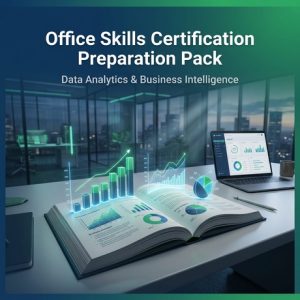 Office Skills Certification
Preparation Pack
Data Analytics & Business Intelligence